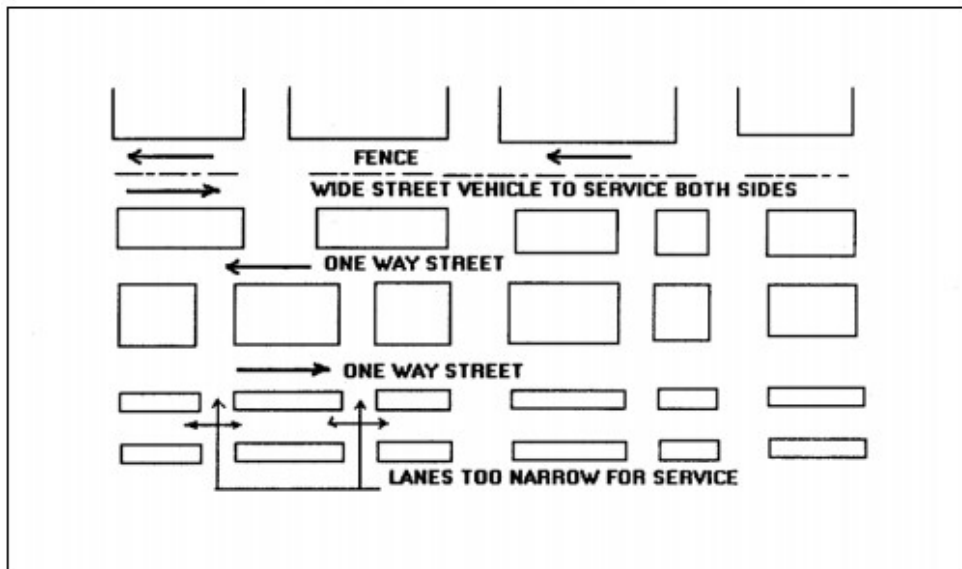 FENCE
WIDE STREET VEHICLE TO SERVICE BOTH SIDES
ONE WAY STREET
ONE WAY STREET
LANES TOO NARROW FOR SERVICE